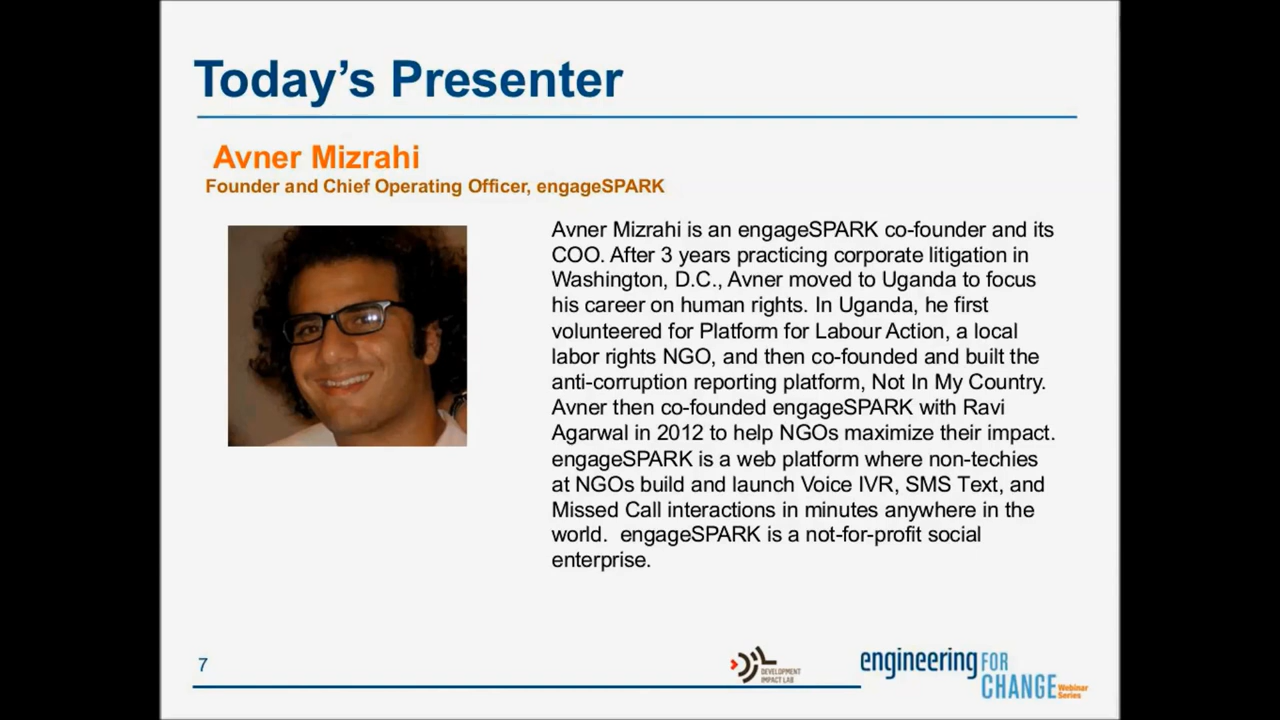 Today's Presenter
Avner Mizrahi
Founder and Chief Operating Officer, engageSPARK
Avner Mizrahi is an engageSPARK co-founder and its
COO. After 3 years practicing corporate litigation in
Washington, D.C., Avner moved to Uganda to focus
his career on human rights. In Uganda, he first
volunteered for Platform for Labour Action, a local
labor rights NGO, and then co-founded and built the
anti-corruption reporting platform, Not In My Country.
Avner then co-founded engageSPARK with Ravi
Agarwal in 2012 to help NGOs maximize their impact.
engageSPARK is a web platform where non-techies
at NGOs build and launch Voice IVR, SMS Text, and
Missed Call interactions in minutes anywhere in the
world.  engageSPARK is a not-for-profit social
enterprise.
7
DEVELOPMENT
IMPACT LAB
engineering FOR
CHANGE Webinar
Series